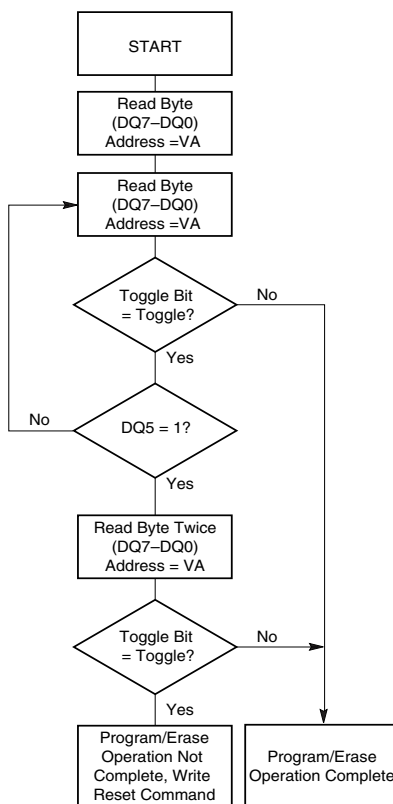 START
Read Byte
(DQ7–DQ0)
Address =VA
Read Byte
(DQ7–DQ0)
Address =VA
Toggle Bit
= Toggle?
No
Yes
No
DQ5 = 1?
Yes
Read Byte Twice
(DQ7–DQ0)
Address = VA
Toggle Bit
= Toggle?
No
Yes
Program/Erase
Operation Not
Complete, Write
Reset Command
Program/Erase
Operation Complete